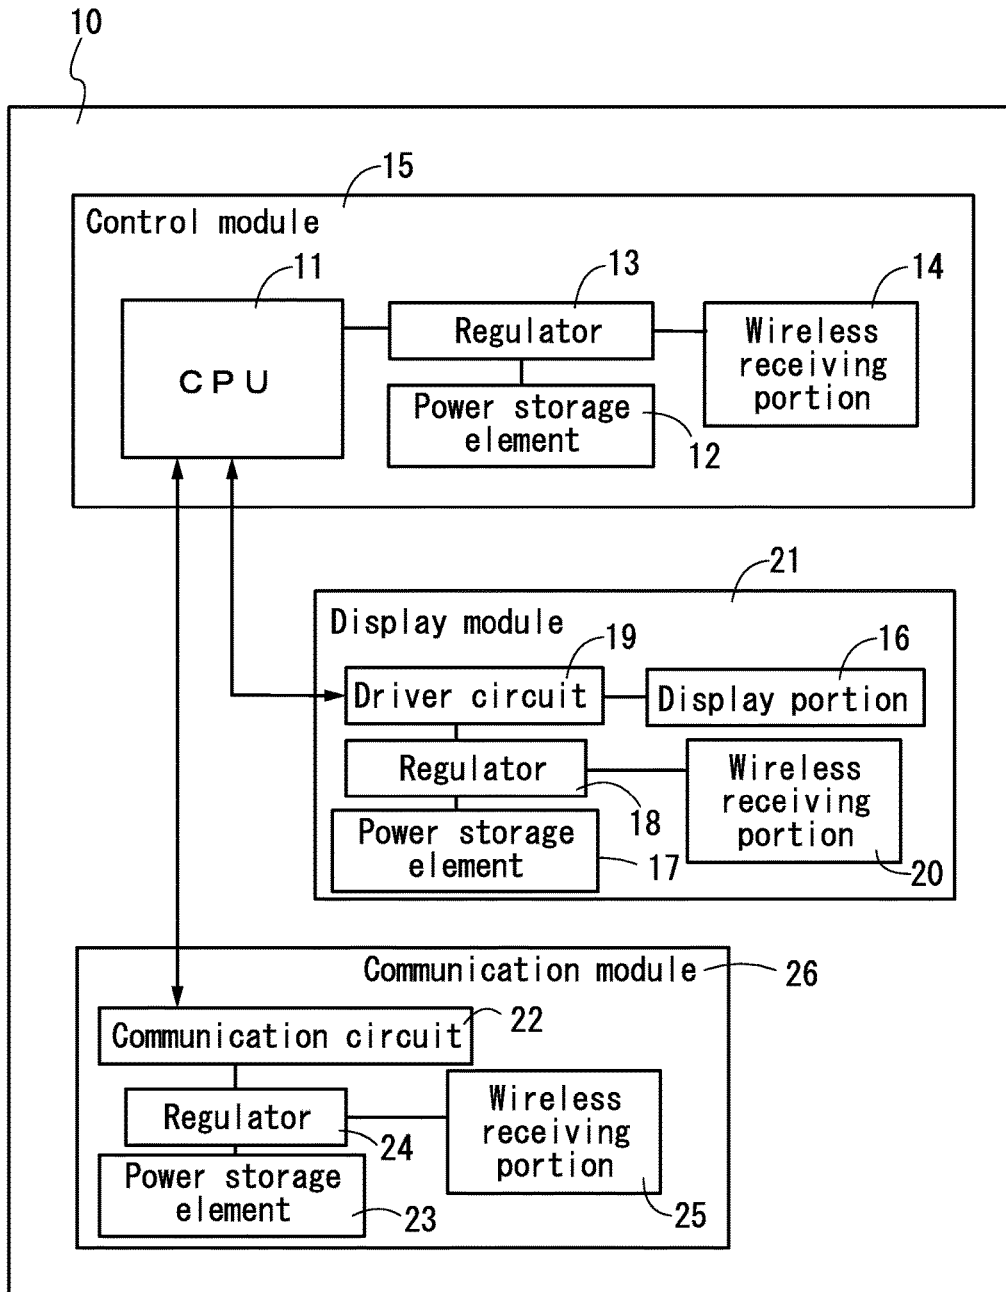 10
15
Control module
11
13
14
CPU
Regulator
Wireless
receiving
portion
Power storage
element
12
21
Display module
19
16
Driver circuit
Display portion
Regulator
18
Wireless
receiving
portion
20
Power storage
element
17
Communication module
26
Communication circuit
22
Regulator
24
Wireless
receiving
portion
25
Power storage
element
23